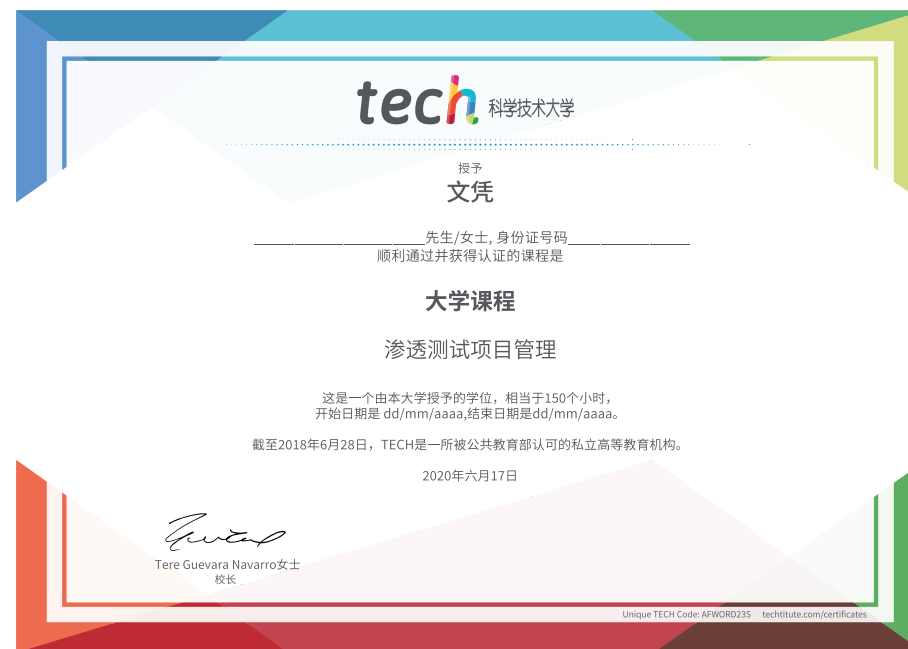 tech 科学技术大学
授予
文凭
先生/女士, 身份证号码
顺利通过并获得认证的课程是
大学课程
渗透测试项目管理
这是一个由本大学授予的学位，相当于150个小时，
开始日期是 dd/mm/aaaa,结束日期是dd/mm/aaaa。
截至2018年6月28日，TECH是一所被公共教育部认可的私立高等教育机构。
2020年六月17日
Tere Guevara Navarro女士
校长
Unique TECH Code: AFWORD23S techtitute.com/certificates